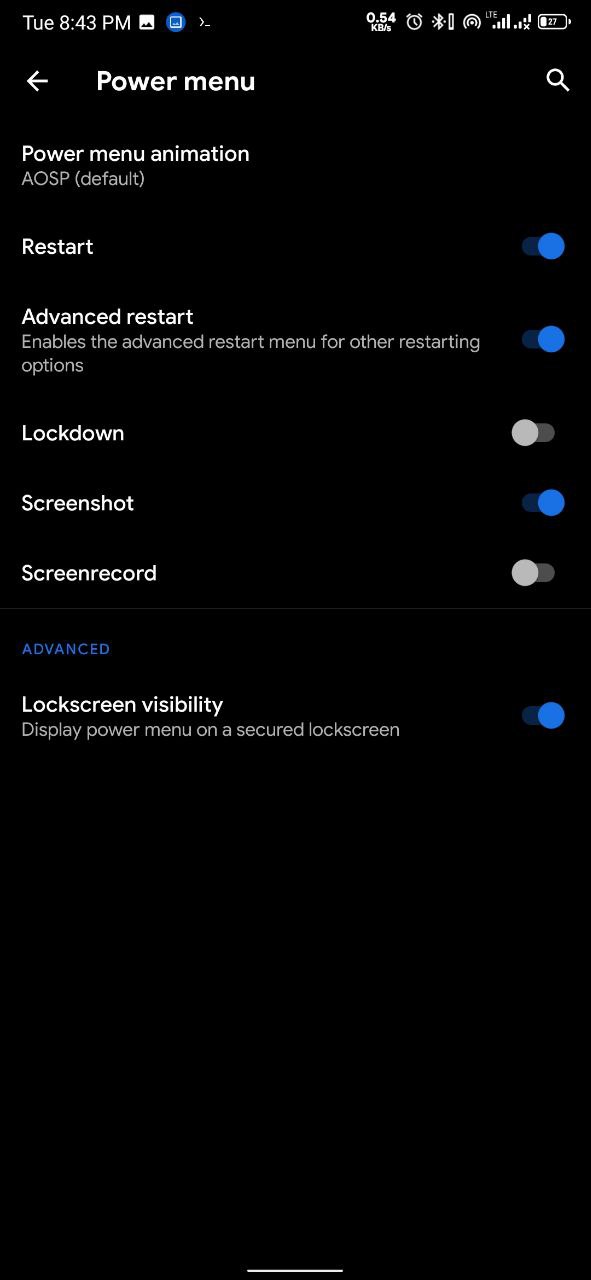 Tue 8:43 PM
0.54
KB/s
LTE
27
Power menu
Power menu animation
AOSP (default)
Restart
Advanced restart
Enables the advanced restart menu for other restarting
options
Lockdown
Screenshot
Screenrecord
ADVANCED
Lockscreen visibility
Display power menu on a secured lockscreen